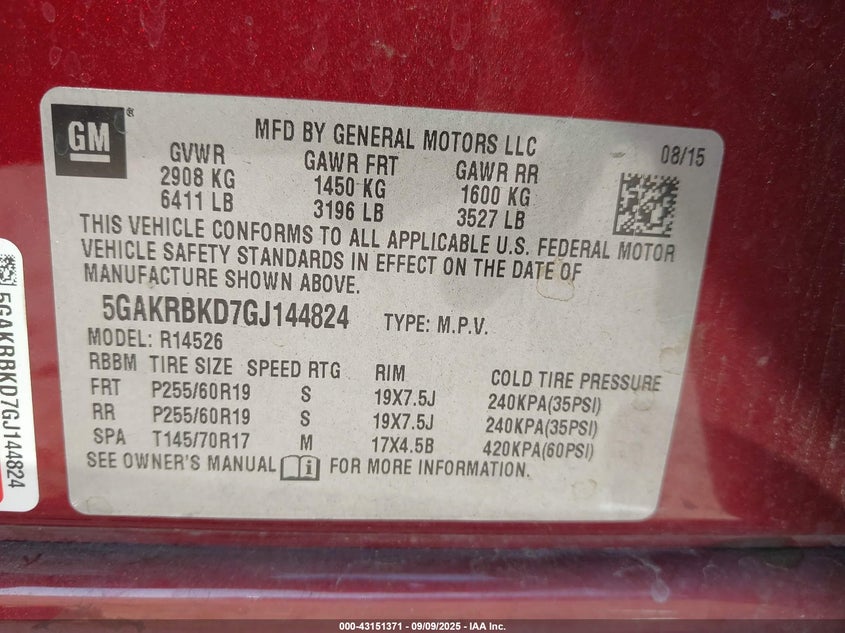 GM
®
MFD BY GENERAL MOTORS LLC
08/15
GVWR GAWR FRT GAWR RR
2908 KG 1450 KG 1600 KG
6411 LB 3196 LB 3527 LB
THIS VEHICLE CONFORMS TO ALL APPLICABLE U.S. FEDERAL MOTOR
VEHICLE SAFETY STANDARDS IN EFFECT ON THE DATE OF
MANUFACTURE SHOWN ABOVE.
5GAKRBKD7GJ144824 TYPE: M.P.V.
MODEL: R14526
RBBM TIRE SIZE SPEED RTG RIM COLD TIRE PRESSURE
FRT P255/60R19 S 19X7.5J 240KPA(35PSI)
RR P255/60R19 S 19X7.5J 240KPA(35PSI)
SPA T145/70R17 M 17X4.5B 420KPA(60PSI)
SEE OWNER'S MANUAL FOR MORE INFORMATION.
5GAKRBKD7GJ144824
000-43151371 - 09/09/2025 - IAA Inc.